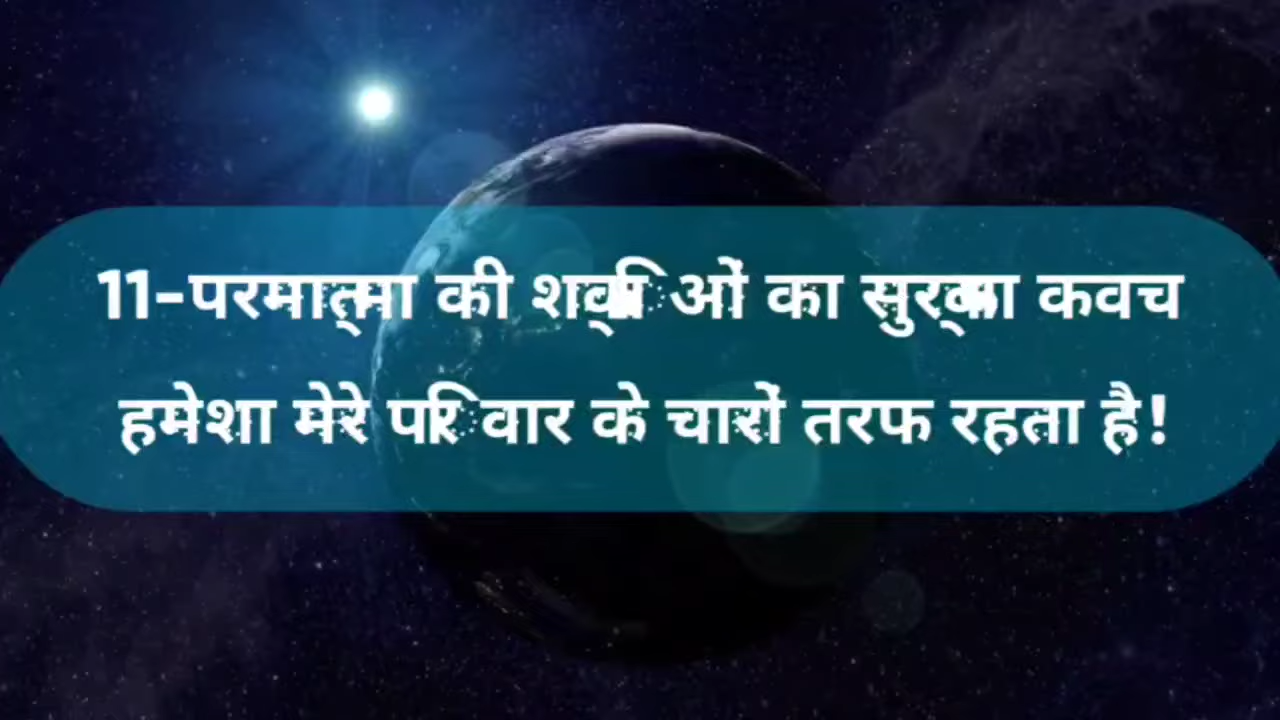 11-परमात्मा की शक्तिओं का सुरक्षा कवच
हमेशा मेरे परिवार के चारों तरफ रहता है!